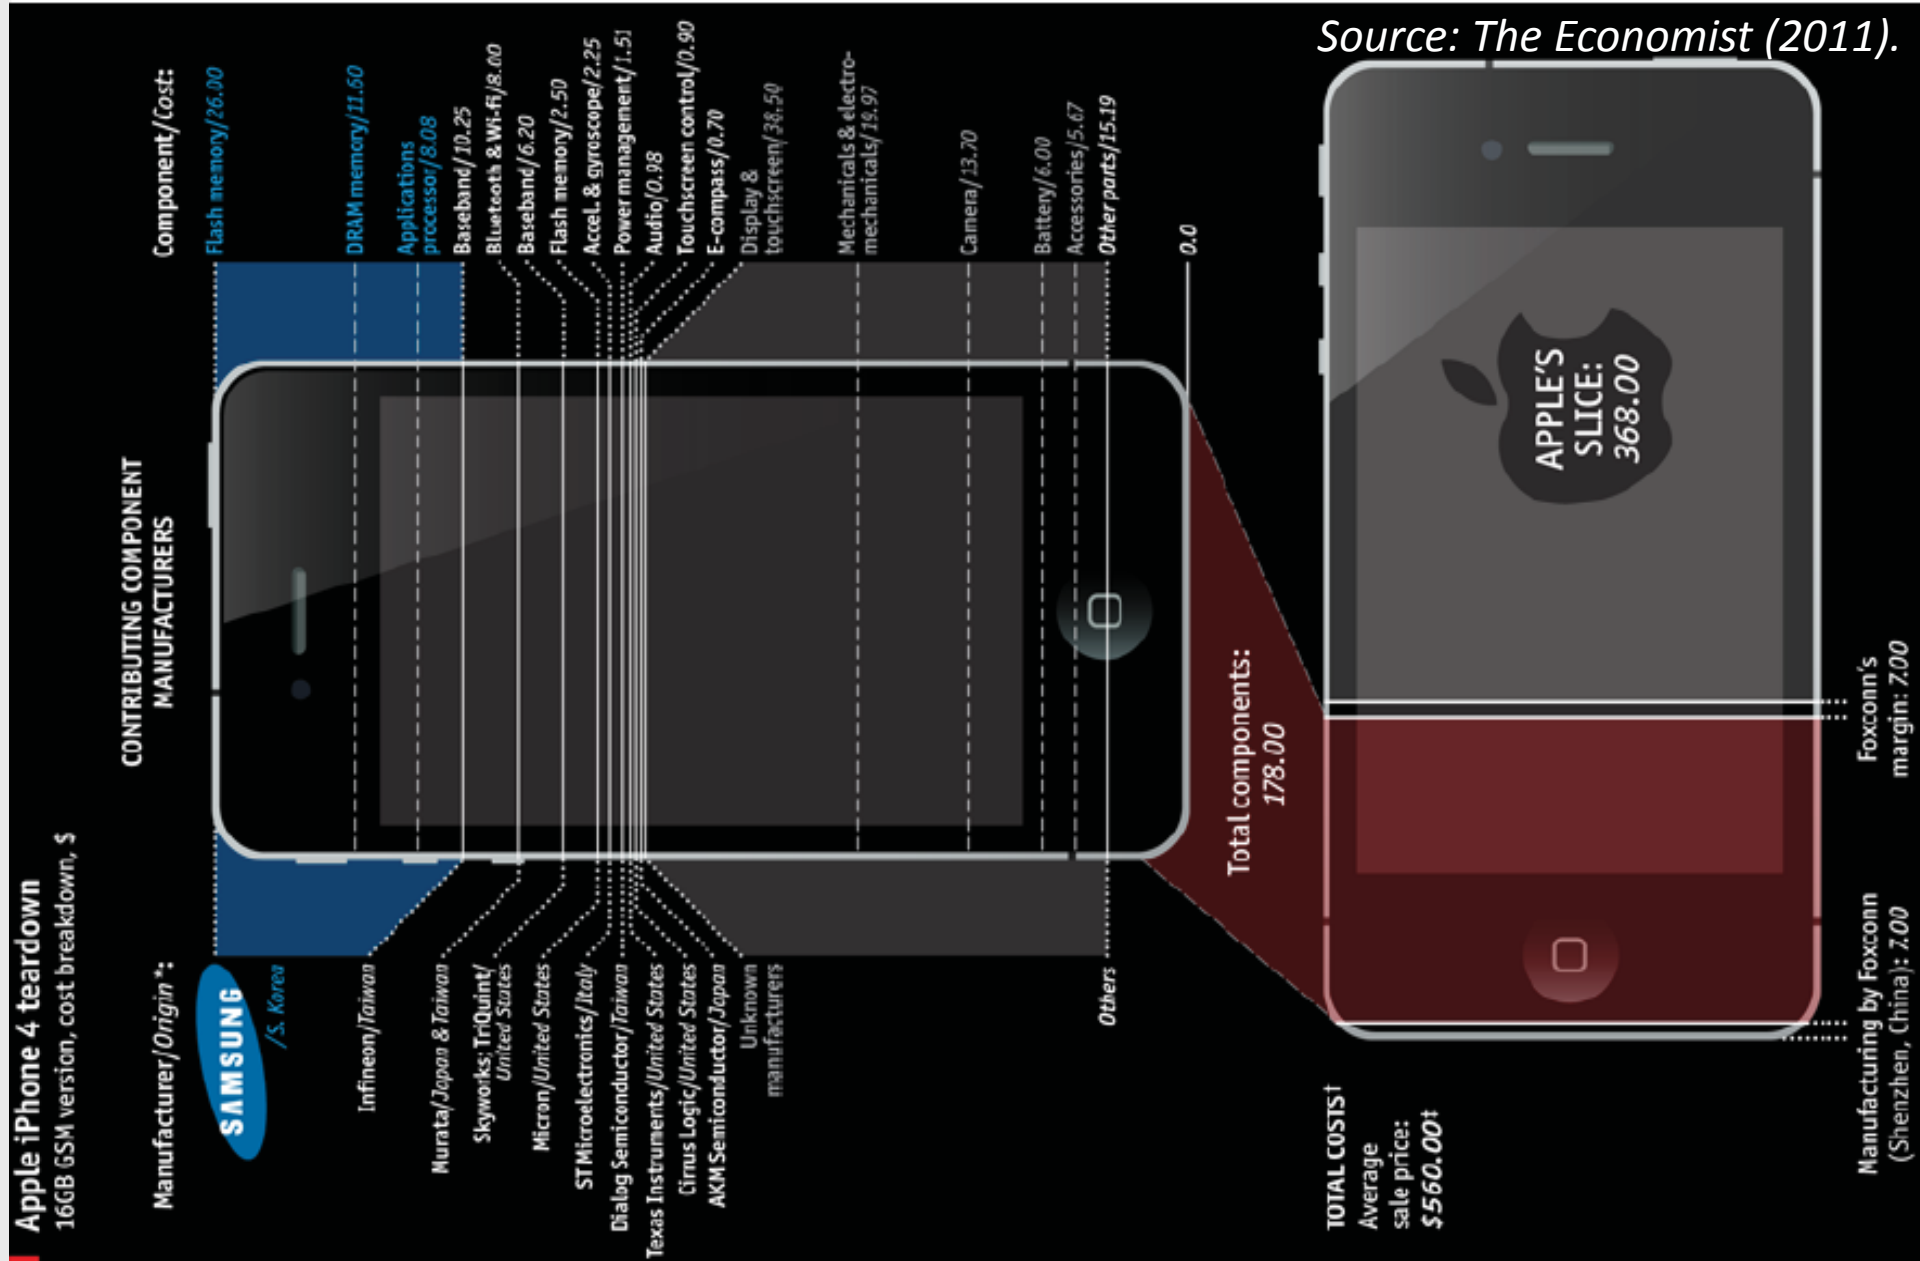 Source: The Economist (2011).
Apple iPhone 4 teardown
16GB GSM version, cost breakdown, $
CONTRIBUTING COMPONENT
MANUFACTURERS
Manufacturer/Origin*:
SAMSUNG
/S. Korea
Infineon/Taiwan
Murata/Japan & Taiwan
Skyworks; TriQuint/
United States
Micron/United States
STMicroelectronics/Italy
Dialog Semiconductor/Taiwan
Texas Instruments/United States
Cirrus Logic/United States
AKM Semiconductor/Japan
Unknown
manufacturers
Others
Component/Cost:
Flash memory/26.00
DRAM memory/11.60
Applications
processor/8.08
Baseband/10.25
Bluetooth & Wi-fi/8.00
Baseband/6.20
Flash memory/2.50
Accel. & gyroscope/2.25
Power management/1.51
Audio/0.98
Touchscreen control/0.90
E-compass/0.70
Display &
touchscreen/38.50
Mechanicals & electro-
mechanicals/19.97
Camera/13.70
Battery/6.00
Accessories/5.67
Other parts/15.19
0.0
Total components:
178.00
TOTAL COSTS†
Average
sale price:
$560.00‡
APPLE'S
SLICE:
368.00
Manufacturing by Foxconn
(Shenzhen, China): 7.00
Foxconn's
margin: 7.00